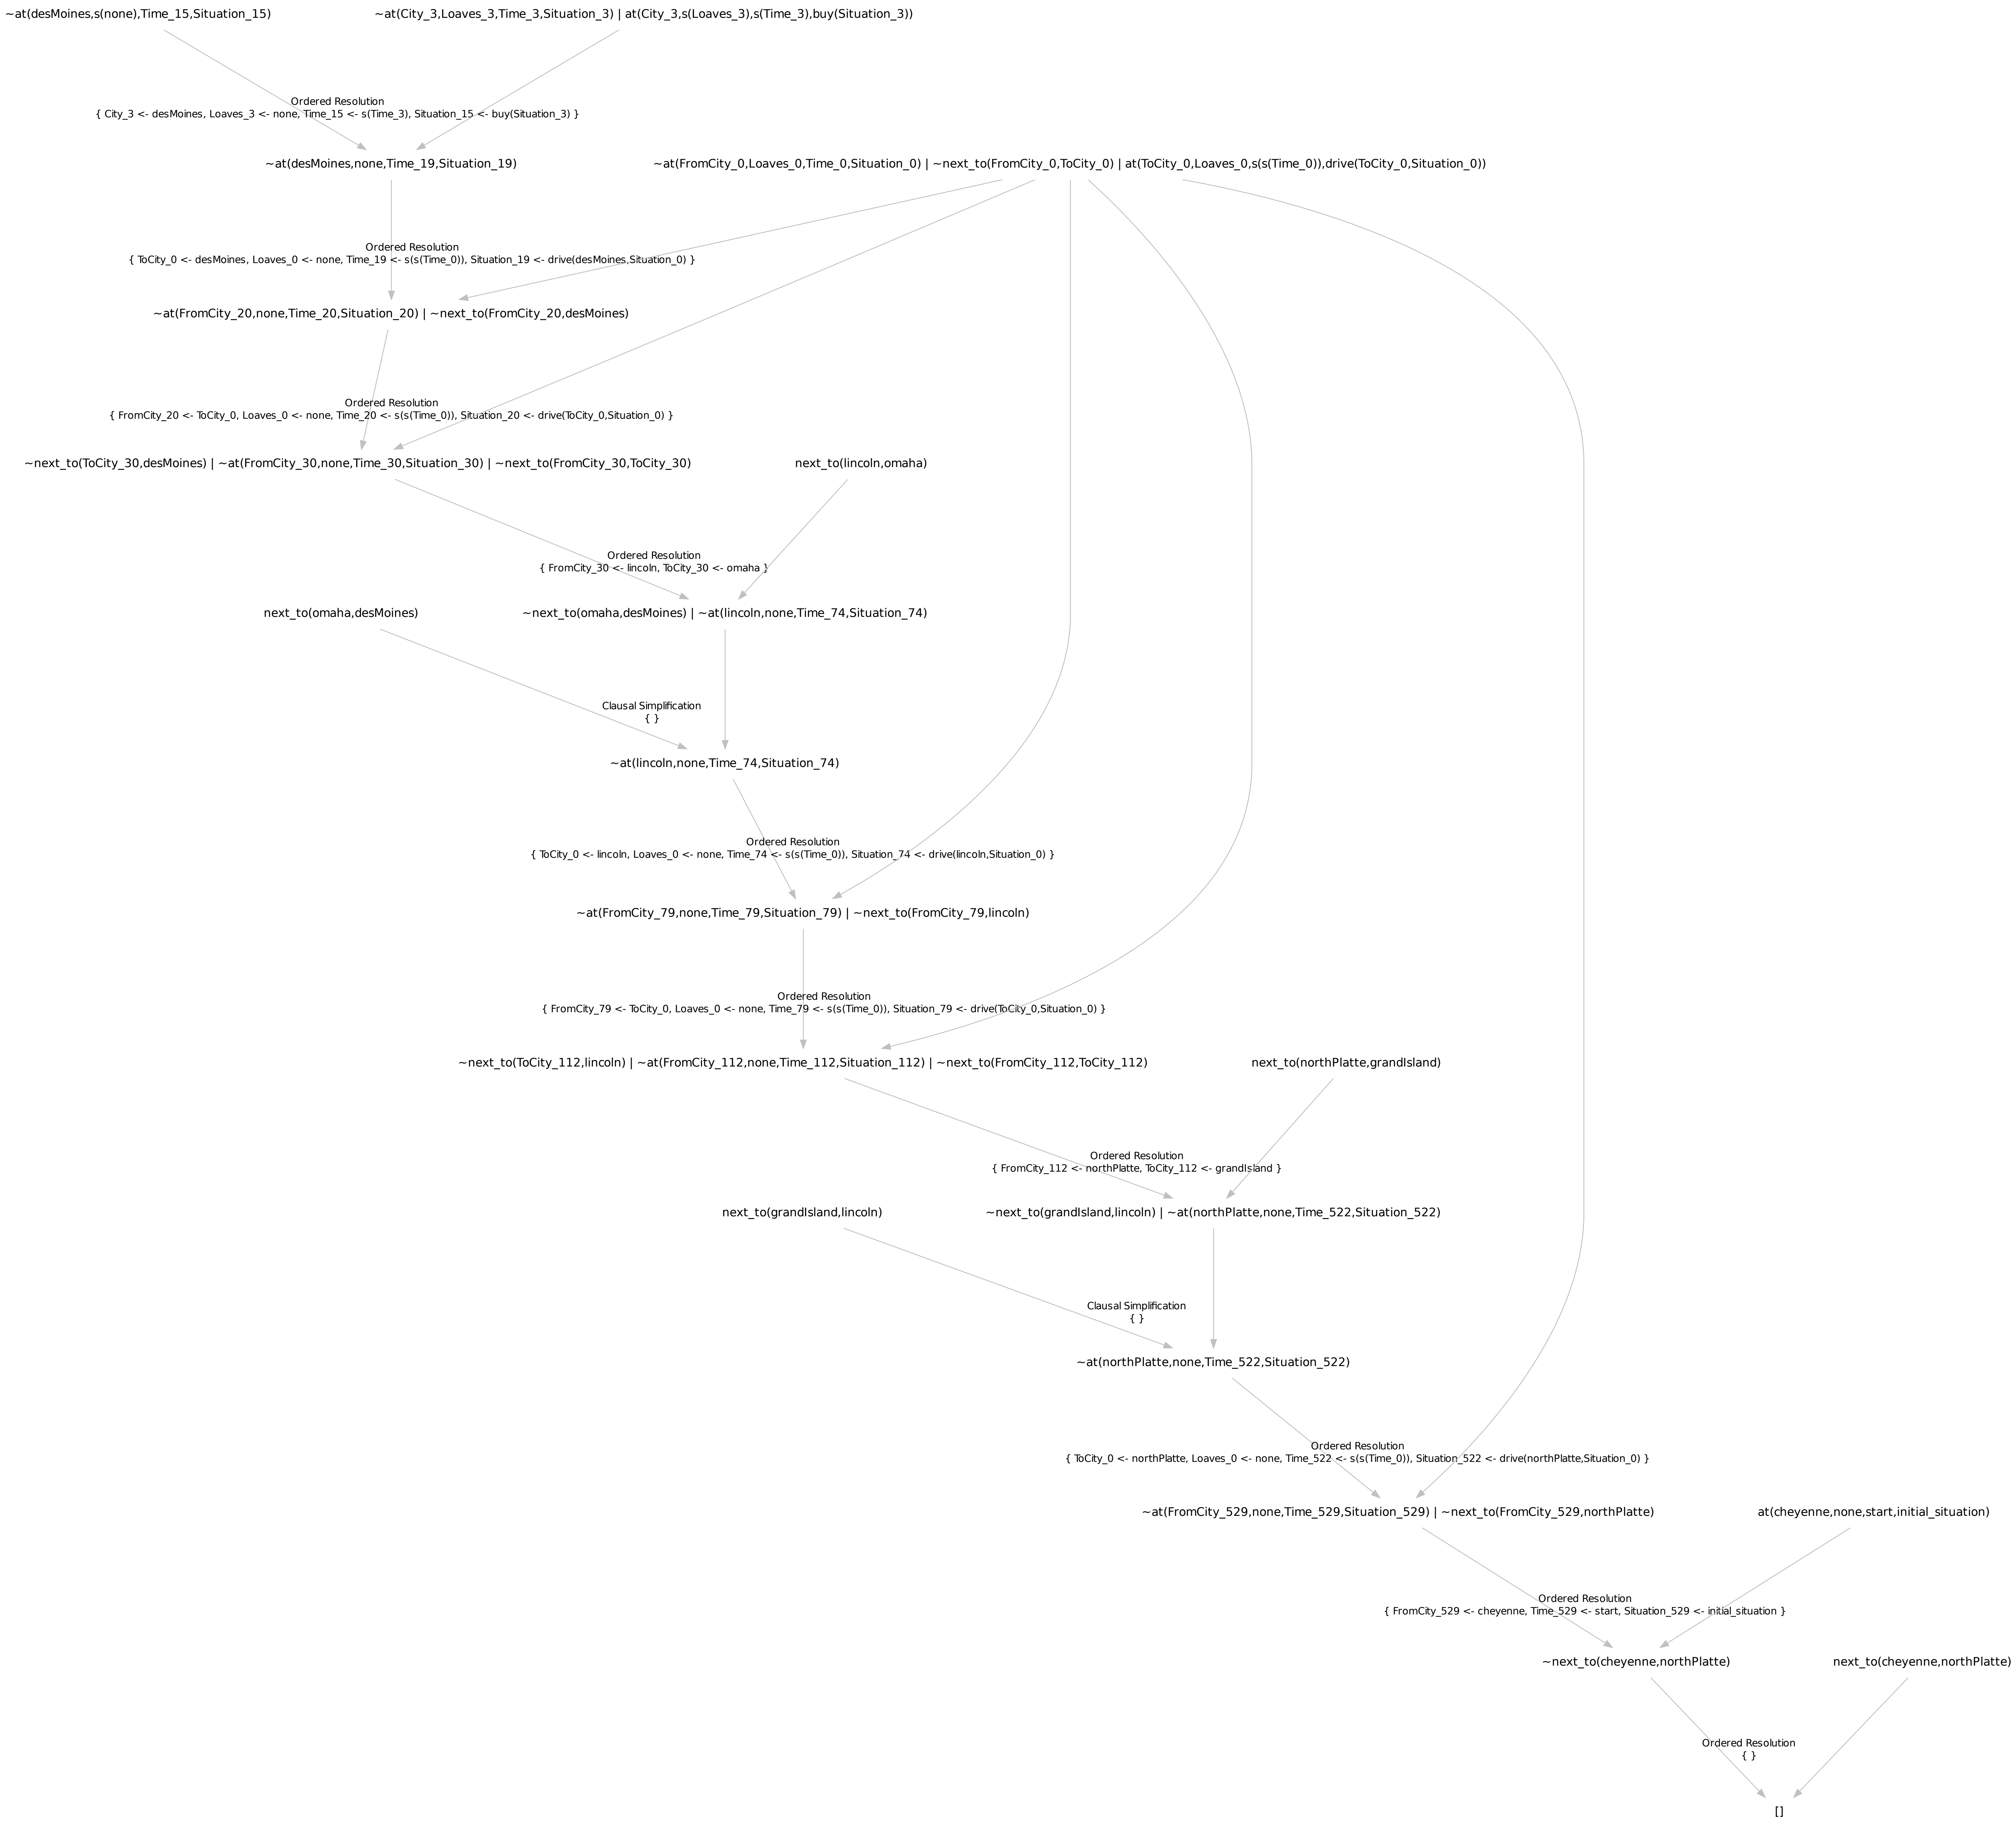 ~at(desMoines,s(none),Time_15,Situation_15)
~at(City_3,Loaves_3,Time_3,Situation_3) | at(City_3,s(Loaves_3),s(Time_3),buy(Situation_3))
Ordered Resolution
{ City_3 <- desMoines, Loaves_3 <- none, Time_15 <- s(Time_3), Situation_15 <- buy(Situation_3) }
~at(desMoines,none,Time_19,Situation_19)
~at(FromCity_0,Loaves_0,Time_0,Situation_0) | ~next_to(FromCity_0,ToCity_0) | at(ToCity_0,Loaves_0,s(s(Time_0)),drive(ToCity_0,Situation_0))
Ordered Resolution
{ ToCity_0 <- desMoines, Loaves_0 <- none, Time_19 <- s(s(Time_0)), Situation_19 <- drive(desMoines,Situation_0) }
~at(FromCity_20,none,Time_20,Situation_20) | ~next_to(FromCity_20,desMoines)
Ordered Resolution
{ FromCity_20 <- ToCity_0, Loaves_0 <- none, Time_20 <- s(s(Time_0)), Situation_20 <- drive(ToCity_0,Situation_0) }
~next_to(ToCity_30,desMoines) | ~at(FromCity_30,none,Time_30,Situation_30) | ~next_to(FromCity_30,ToCity_30)
next_to(lincoln,omaha)
Ordered Resolution
{ FromCity_30 <- lincoln, ToCity_30 <- omaha }
next_to(omaha,desMoines)
~next_to(omaha,desMoines) | ~at(lincoln,none,Time_74,Situation_74)
Clausal Simplification
{ }
~at(lincoln,none,Time_74,Situation_74)
Ordered Resolution
{ ToCity_0 <- lincoln, Loaves_0 <- none, Time_74 <- s(s(Time_0)), Situation_74 <- drive(lincoln,Situation_0) }
~at(FromCity_79,none,Time_79,Situation_79) | ~next_to(FromCity_79,lincoln)
Ordered Resolution
{ FromCity_79 <- ToCity_0, Loaves_0 <- none, Time_79 <- s(s(Time_0)), Situation_79 <- drive(ToCity_0,Situation_0) }
~next_to(ToCity_112,lincoln) | ~at(FromCity_112,none,Time_112,Situation_112) | ~next_to(FromCity_112,ToCity_112)
next_to(northPlatte,grandIsland)
Ordered Resolution
{ FromCity_112 <- northPlatte, ToCity_112 <- grandIsland }
next_to(grandIsland,lincoln)
~next_to(grandIsland,lincoln) | ~at(northPlatte,none,Time_522,Situation_522)
Clausal Simplification
{ }
~at(northPlatte,none,Time_522,Situation_522)
Ordered Resolution
{ ToCity_0 <- northPlatte, Loaves_0 <- none, Time_522 <- s(s(Time_0)), Situation_522 <- drive(northPlatte,Situation_0) }
~at(FromCity_529,none,Time_529,Situation_529) | ~next_to(FromCity_529,northPlatte)
at(cheyenne,none,start,initial_situation)
Ordered Resolution
{ FromCity_529 <- cheyenne, Time_529 <- start, Situation_529 <- initial_situation }
~next_to(cheyenne,northPlatte)
next_to(cheyenne,northPlatte)
Ordered Resolution
{ }
[]